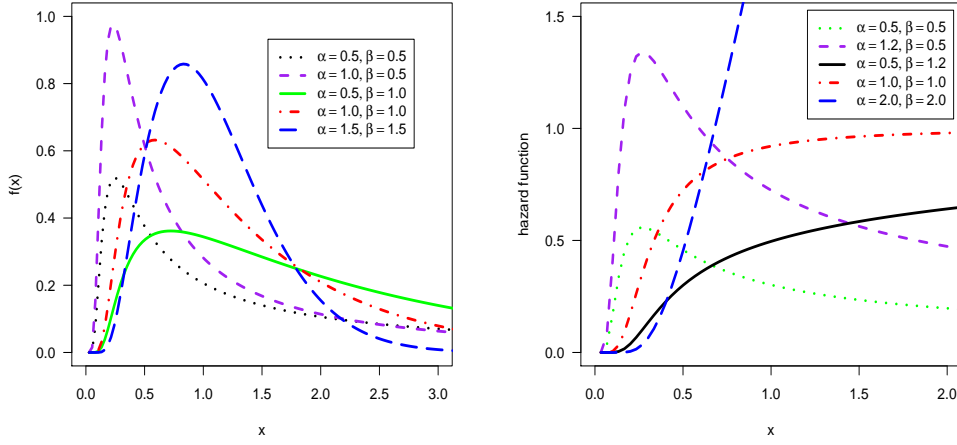 f(x)
1.0
0.8
0.6
0.4
0.2
0.0
α = 0.5, β = 0.5
α = 1.0, β = 0.5
α = 0.5, β = 1.0
α = 1.0, β = 1.0
α = 1.5, β = 1.5
0.0 0.5 1.0 1.5 2.0 2.5 3.0
x
hazard function
1.5
1.0
0.5
0.0
α = 0.5, β = 0.5
α = 1.2, β = 0.5
α = 0.5, β = 1.2
α = 1.0, β = 1.0
α = 2.0, β = 2.0
0.0 0.5 1.0 1.5 2.0
x